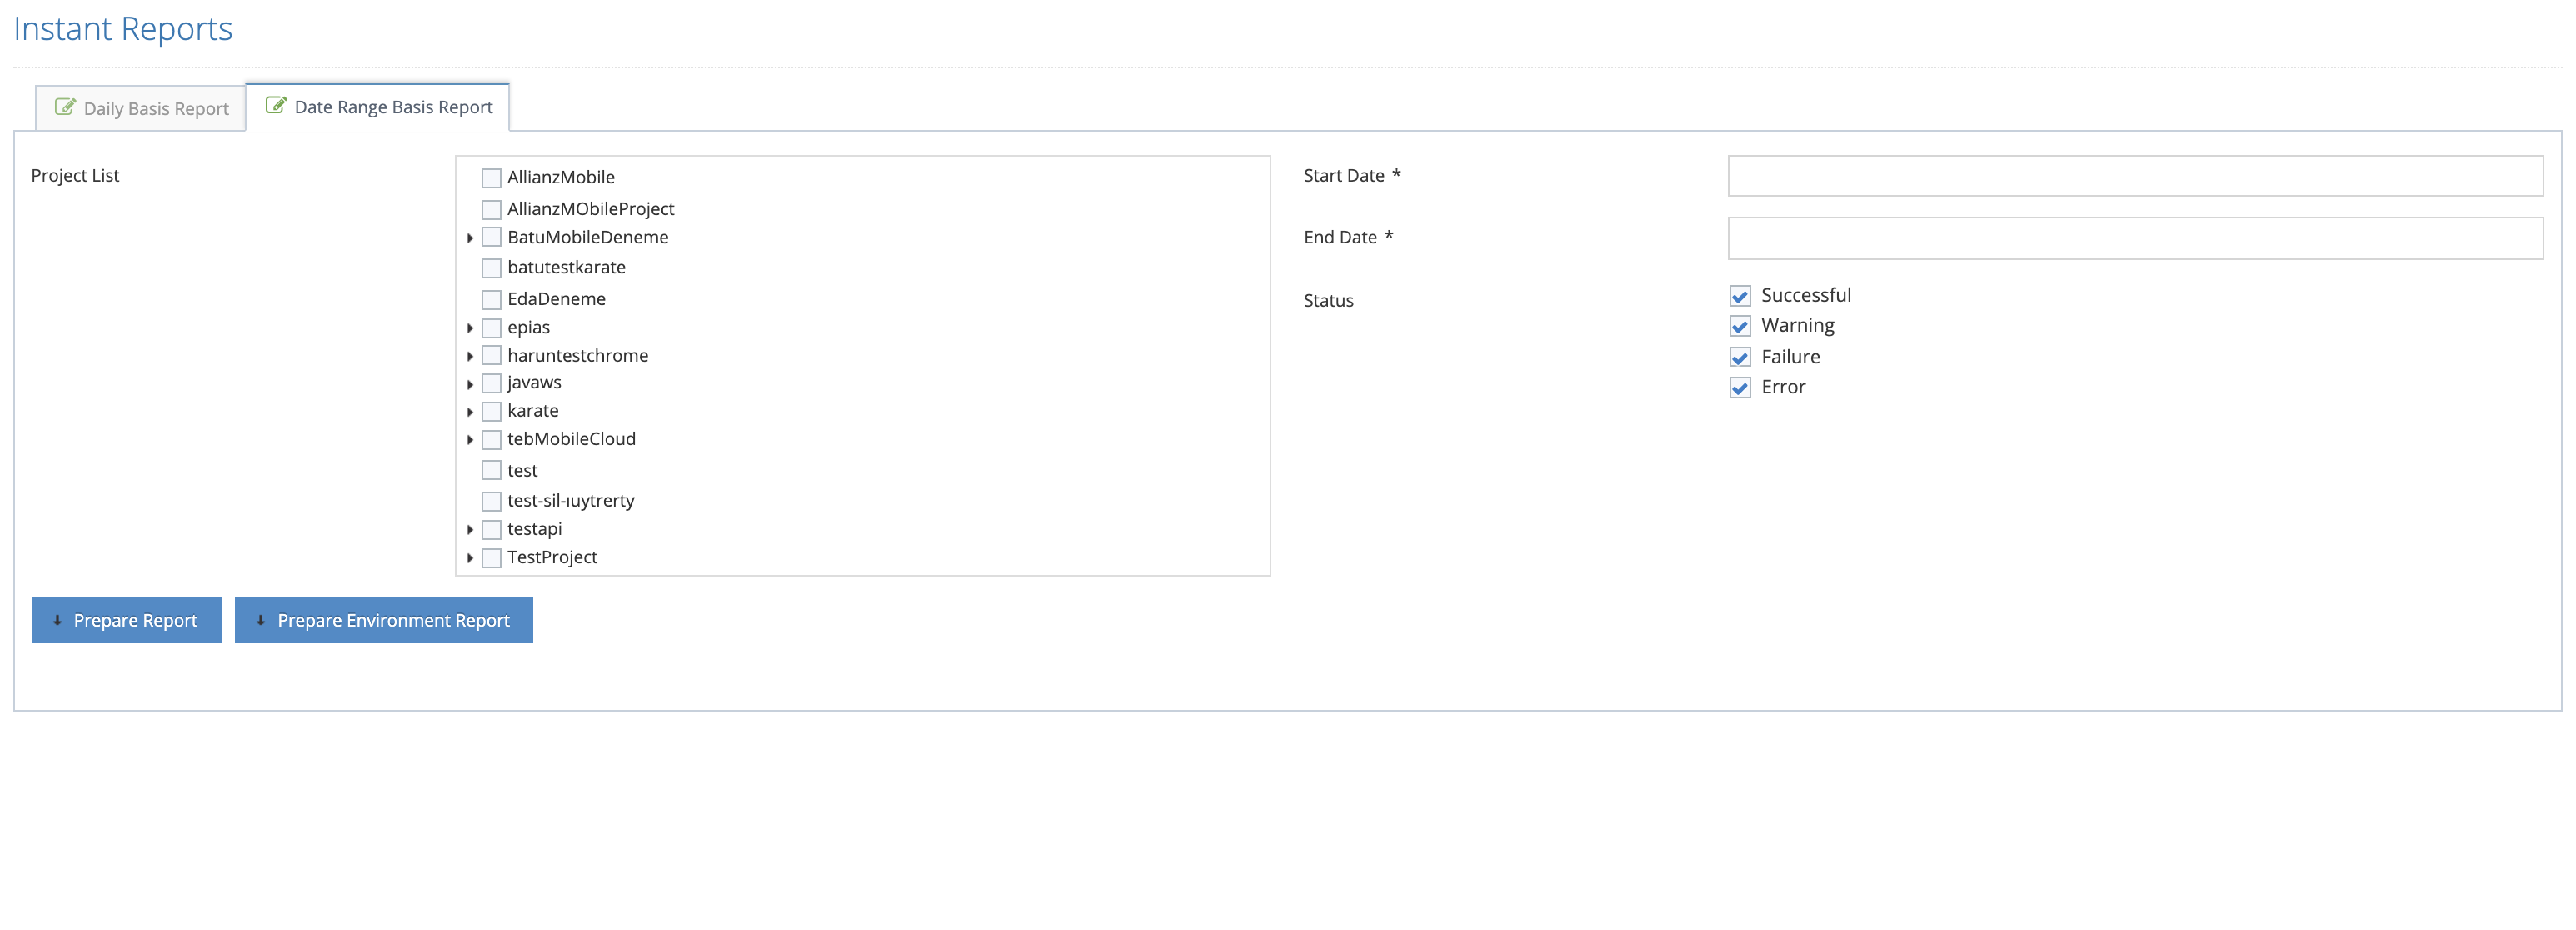 Instant Reports
Daily Basis Report
Date Range Basis Report
Project List
AllianzMobile
AllianzMObileProject
BatuMobileDeneme
batutestkarate
EdaDeneme
epias
haruntestchrome
javaws
karate
tebMobileCloud
test
test-sil-ıuytrerty
testapi
TestProject
Start Date *
End Date *
Status
Successful
Warning
Failure
Error
Prepare Report
Prepare Environment Report